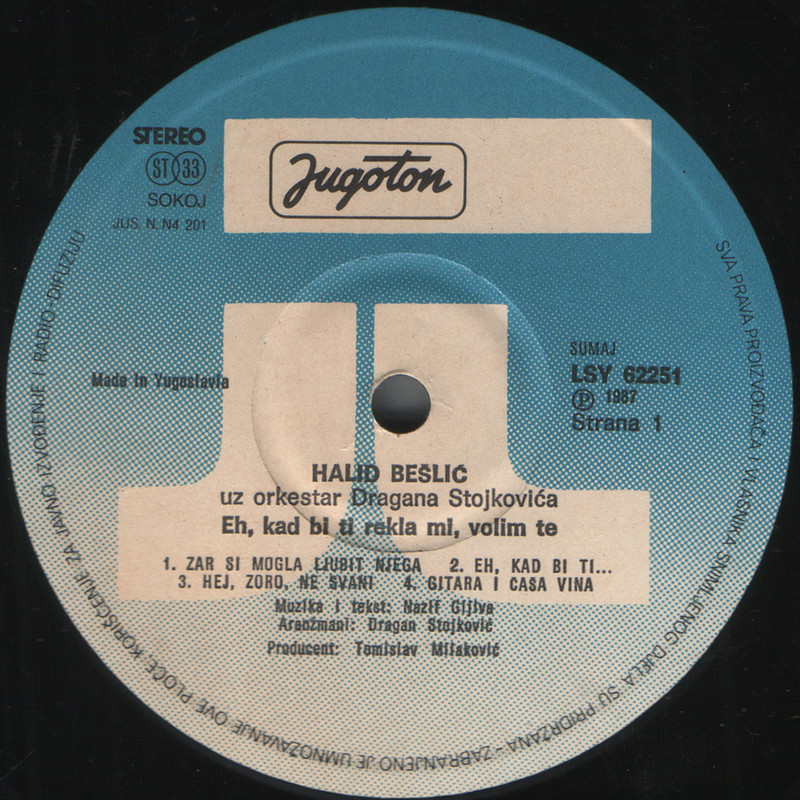 STEREO
ST 33
SOKOJ
JUS. N. N4 201
Jugoton
Made in Yugoslavia
SUMAJ
LSY 62251
℗ 1987
Strana 1
HALID BEŠLIĆ
uz orkestar Dragana Stojkovića
Eh, kad bi ti rekla mi, volim te
1. ZAR SI MOGLA LJUBIT NJEGA 2. EH, KAD BI TI...
3. HEJ, ZORO, NE SVANI 4. GITARA I CASA VINA
Muzika i tekst: Nazif Gljiva
Aranžmani: Dragan Stojković
Producent: Tomislav Milaković
SVA PRAVA PROIZVOĐAČA I VLASNIKA SNIMLJENOG DJELA SU PRIDRŽANA - ZABRANJENO JE UMNOŽAVANJE OVE PLOČE, KORIŠĆENJE ZA JAVNO IZVOĐENJE I RADIO-DIFUZIJU